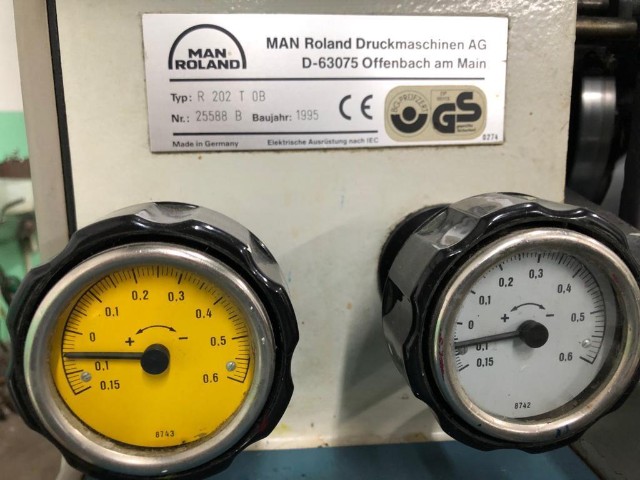 MAN
ROLAND
MAN Roland Druckmaschinen AG
D-63075 Offenbach am Main
Typ: R 202 T OB
Nr.: 25588 B Baujahr: 1995
CE
GS
Made in Germany Elektrische Ausrüstung nach IEC
0274
0.15 0.1 0 0.1 0.2 0.3 0.4 0.5 0.6
+ -
8743
0.15 0.1 0 0.1 0.2 0.3 0.4 0.5 0.6
+ -
8742